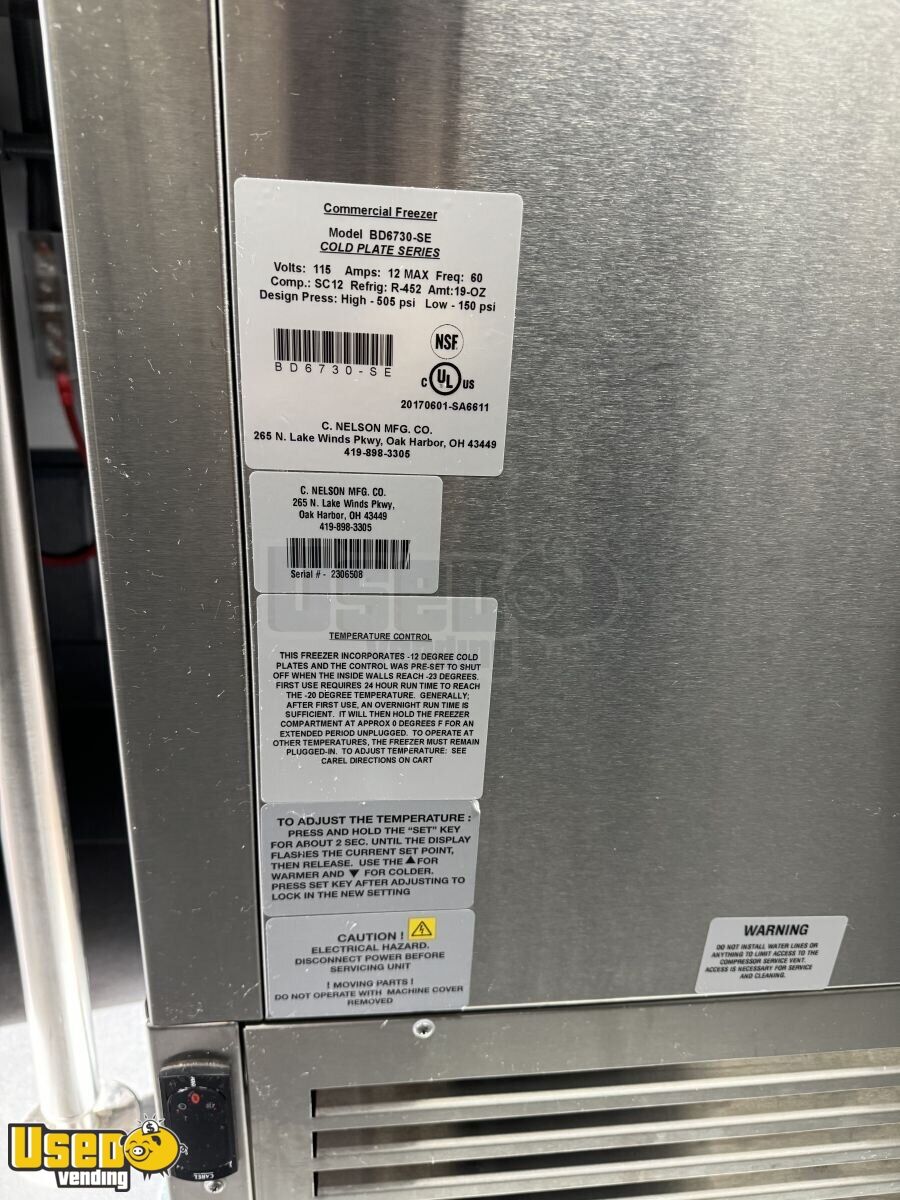 Commercial Freezer
Model BD6730-SE
COLD PLATE SERIES
Volts: 115 Amps: 12 MAX Freq: 60
Comp.: SC12 Refrig: R-452 Amt:19-OZ
Design Press: High - 505 psi Low - 150 psi
NSF
BD6730-SE
C UL US
20170601-SA6611
C. NELSON MFG. CO.
265 N. Lake Winds Pkwy, Oak Harbor, OH 43449
419-898-3305
C. NELSON MFG. CO.
265 N. Lake Winds Pkwy,
Oak Harbor, OH 43449
419-898-3305
Serial # - 2306508
TEMPERATURE CONTROL
THIS FREEZER INCORPORATES -12 DEGREE COLD
PLATES AND THE CONTROL WAS PRE-SET TO SHUT
OFF WHEN THE INSIDE WALLS REACH -23 DEGREES.
FIRST USE REQUIRES 24 HOUR RUN TIME TO REACH
THE -20 DEGREE TEMPERATURE. GENERALLY;
AFTER FIRST USE, AN OVERNIGHT RUN TIME IS
SUFFICIENT. IT WILL THEN HOLD THE FREEZER
COMPARTMENT AT APPROX 0 DEGREES F FOR AN
EXTENDED PERIOD UNPLUGGED. TO OPERATE AT
OTHER TEMPERATURES, THE FREEZER MUST REMAIN
PLUGGED-IN. TO ADJUST TEMPERATURE: SEE
CAREL DIRECTIONS ON CART
TO ADJUST THE TEMPERATURE :
PRESS AND HOLD THE "SET" KEY
FOR ABOUT 2 SEC. UNTIL THE DISPLAY
FLASHES THE CURRENT SET POINT,
THEN RELEASE. USE THE ▲ FOR
WARMER AND ▼ FOR COLDER.
PRESS SET KEY AFTER ADJUSTING TO
LOCK IN THE NEW SETTING
CAUTION !
ELECTRICAL HAZARD.
DISCONNECT POWER BEFORE
SERVICING UNIT
! MOVING PARTS !
DO NOT OPERATE WITH MACHINE COVER
REMOVED
WARNING
DO NOT INSTALL WATER LINES OR
ANYTHING TO LIMIT ACCESS TO THE
COMPRESSOR SERVICE VENT.
ACCESS IS NECESSARY FOR SERVICE
AND CLEANING.
CAREL
USED
vending